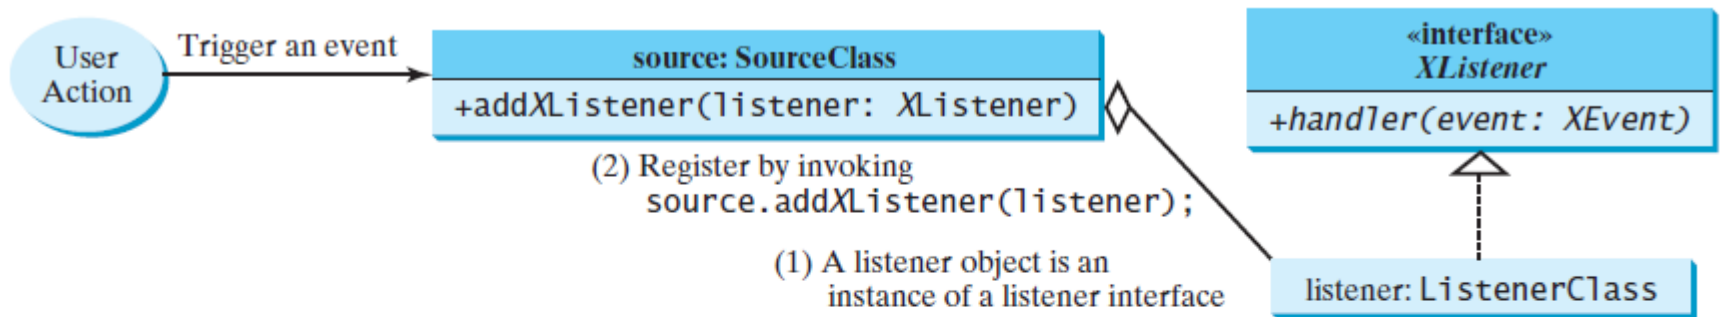 User
Action
Trigger an event
source: SourceClass
+addXListener(listener: XListener)
(2) Register by invoking
source.addXListener(listener);
(1) A listener object is an
instance of a listener interface
«interface»
XListener
+handler(event: XEvent)
listener: ListenerClass